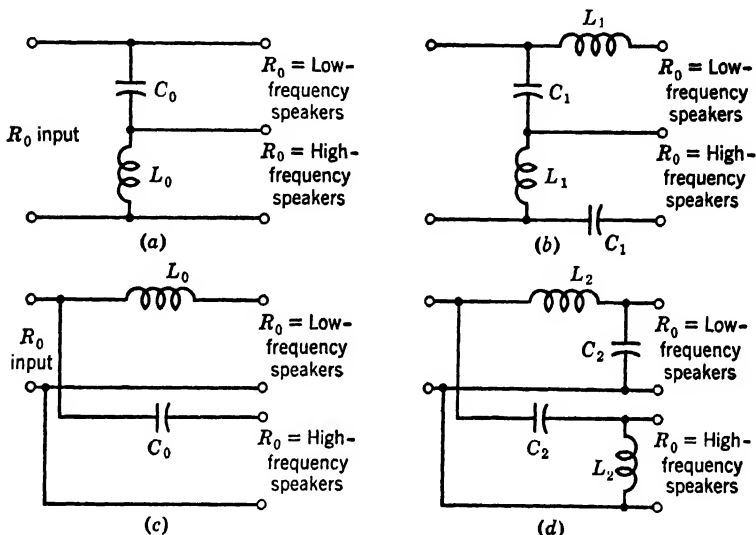 C₀
R₀ = Low-
frequency
speakers
R₀ input
R₀ = High-
frequency
speakers
L₀
(a)
L₁
R₀ = Low-
frequency
speakers
C₁
R₀ = High-
frequency
speakers
L₁
C₁
(b)
L₀
R₀
input
R₀ = Low-
frequency
speakers
C₀
R₀ = High-
frequency
speakers
(c)
L₂
R₀ = Low-
frequency
speakers
C₂
C₂
R₀ = High-
frequency
speakers
L₂
(d)